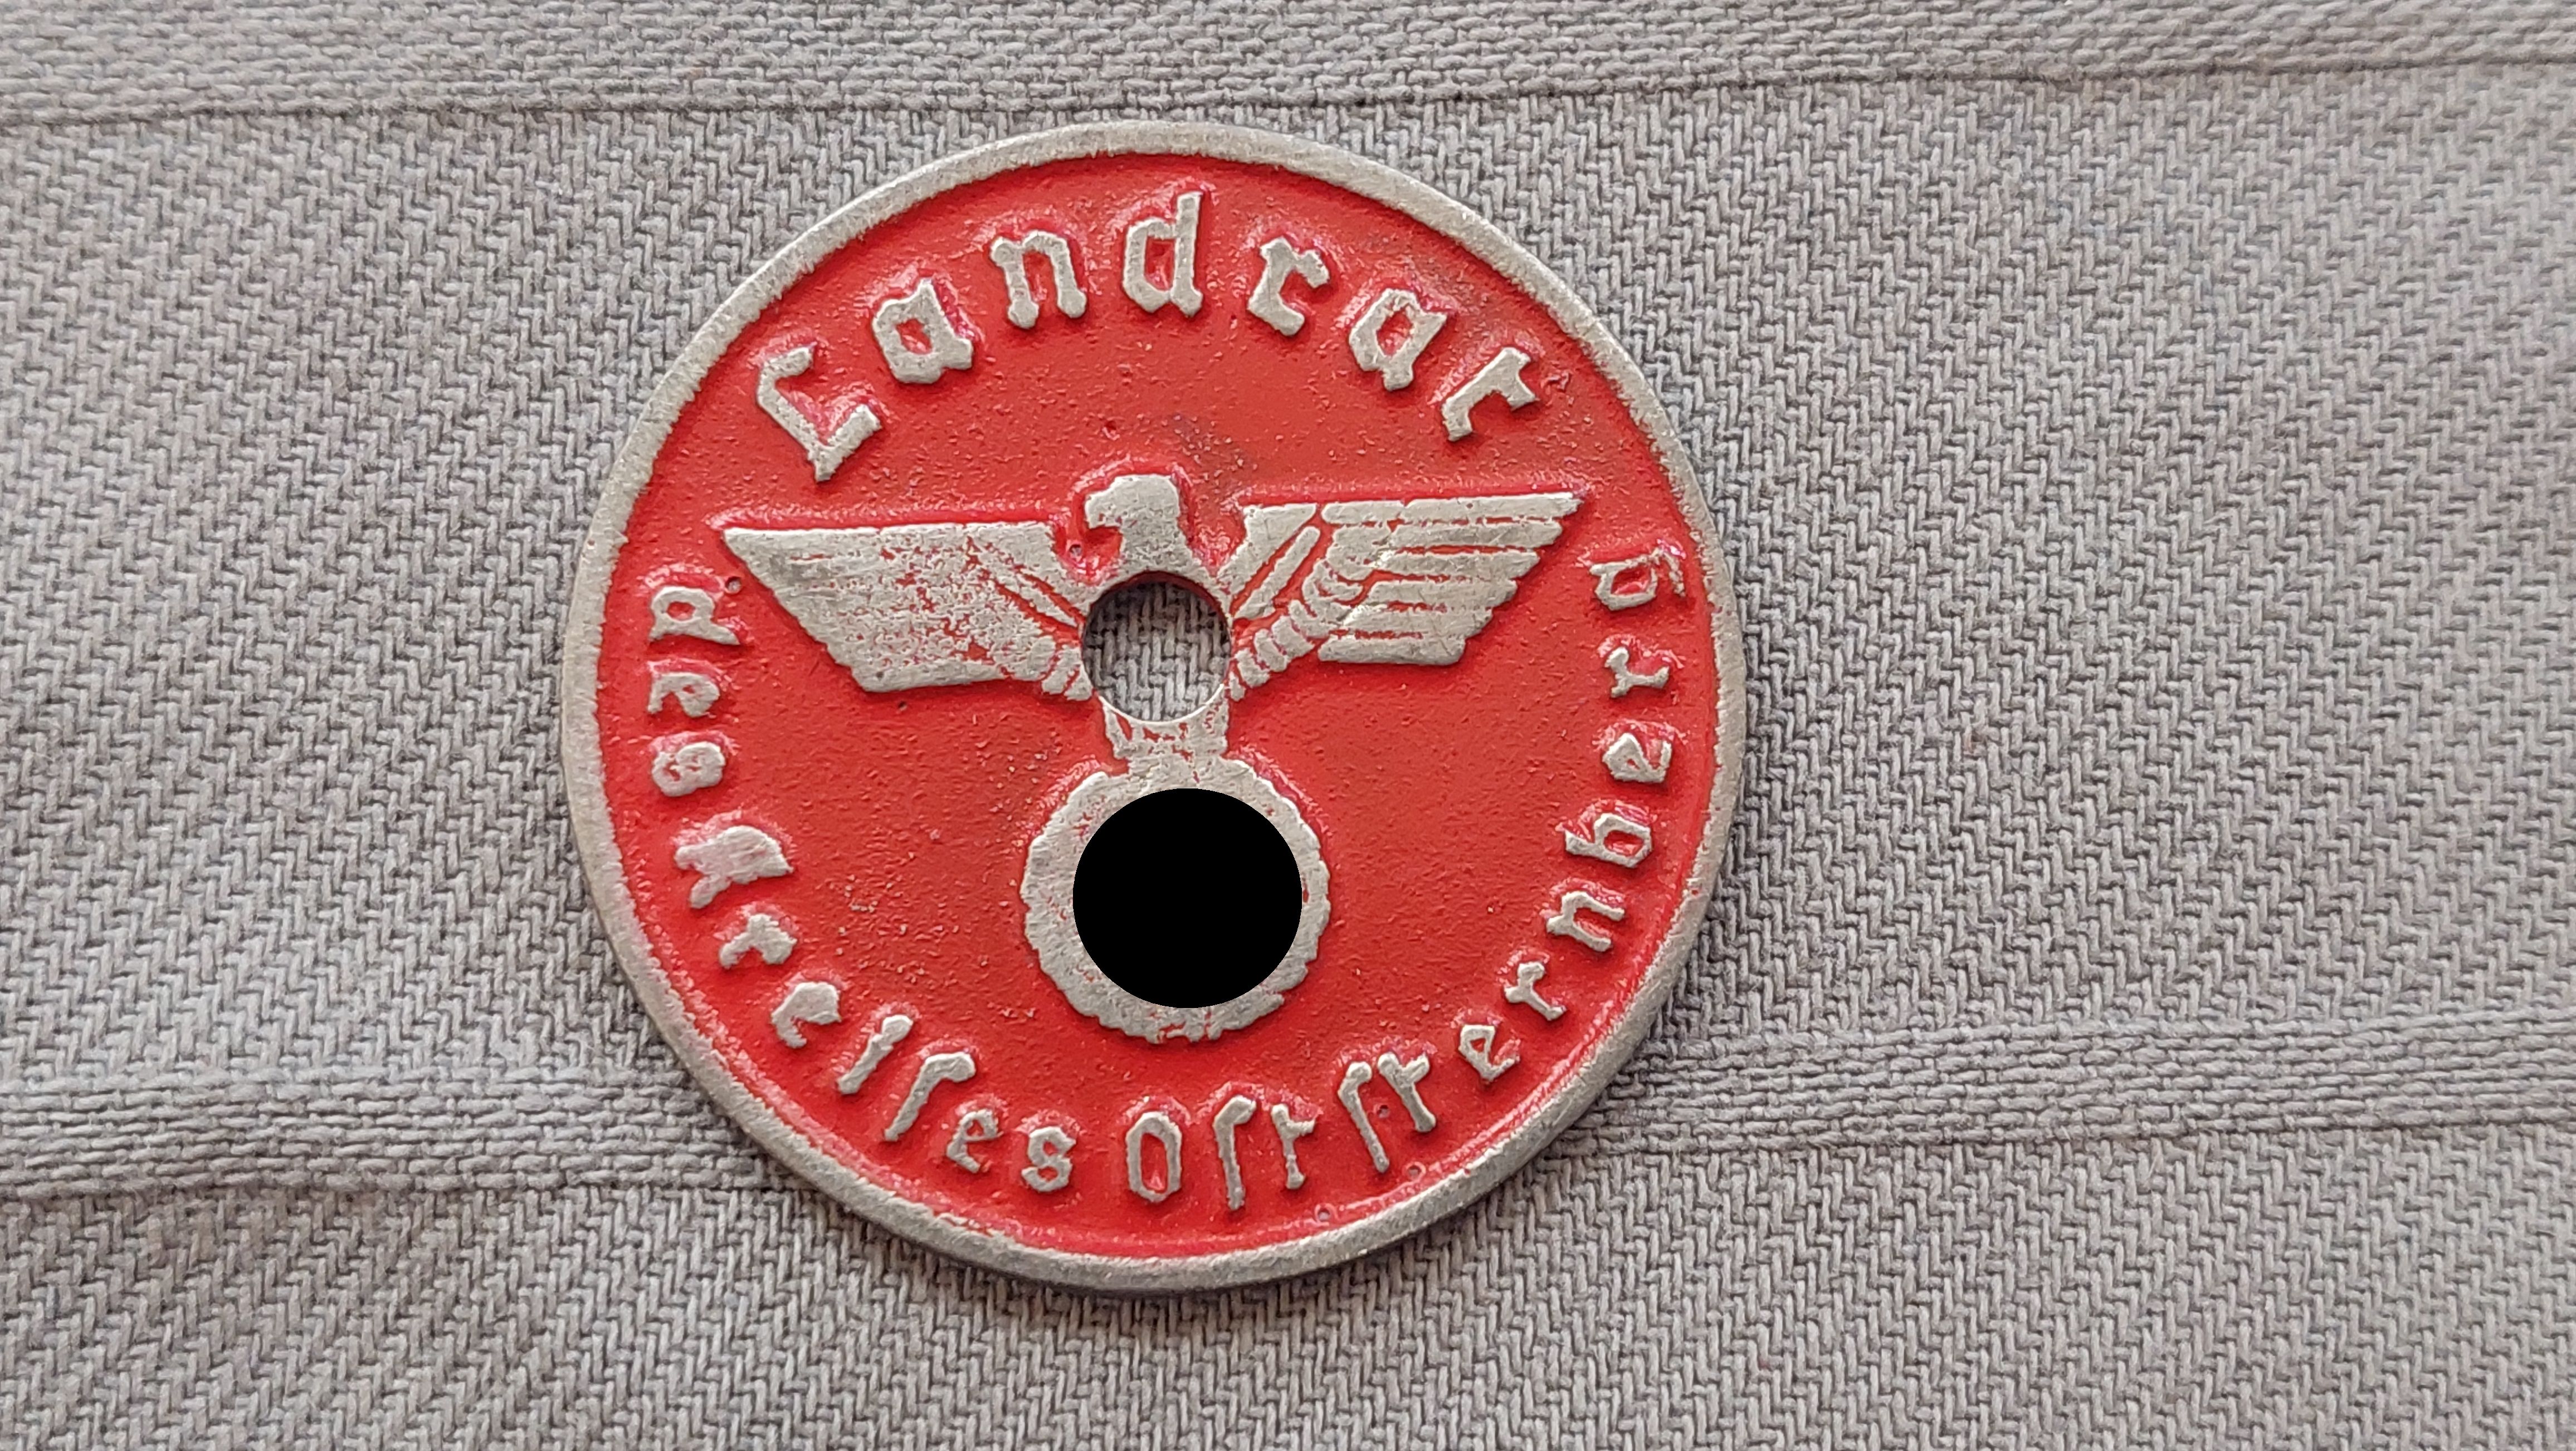 Landrat
des Kreiſes Oſtſternberg